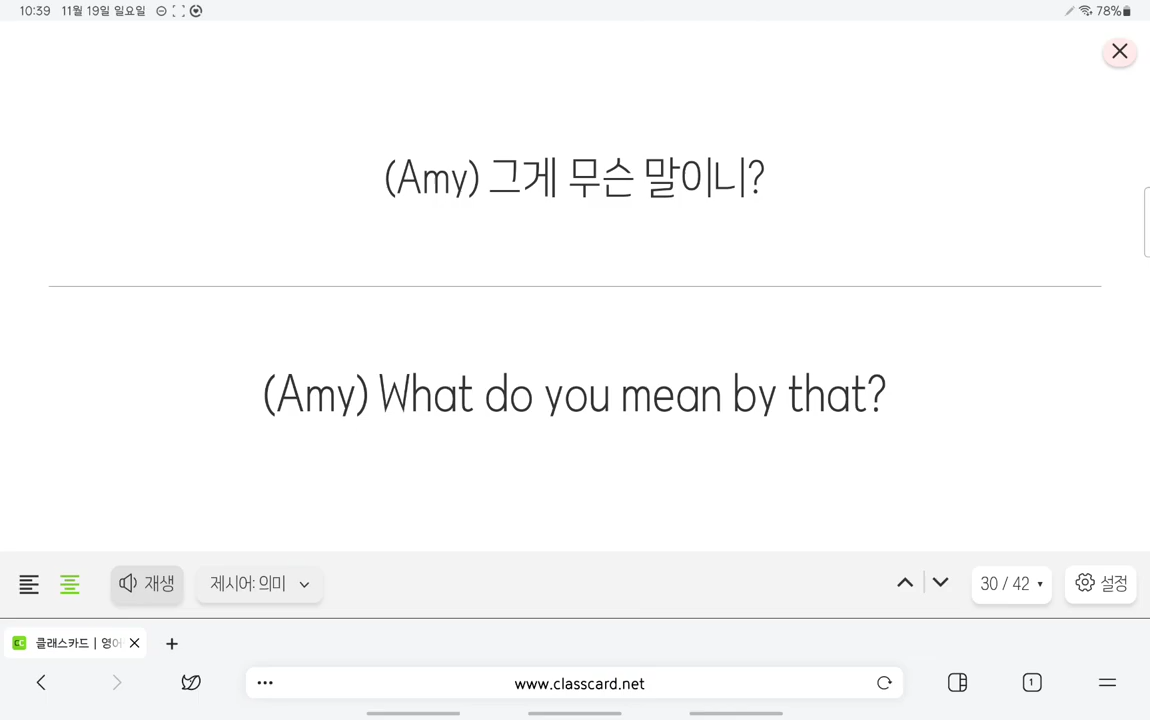 10:39 11월 19일 일요일
78%
(Amy) 그게 무슨 말이니?
(Amy) What do you mean by that?
재생
제시어: 의미
30 / 42
설정
클래스카드 | 영어
www.classcard.net
1